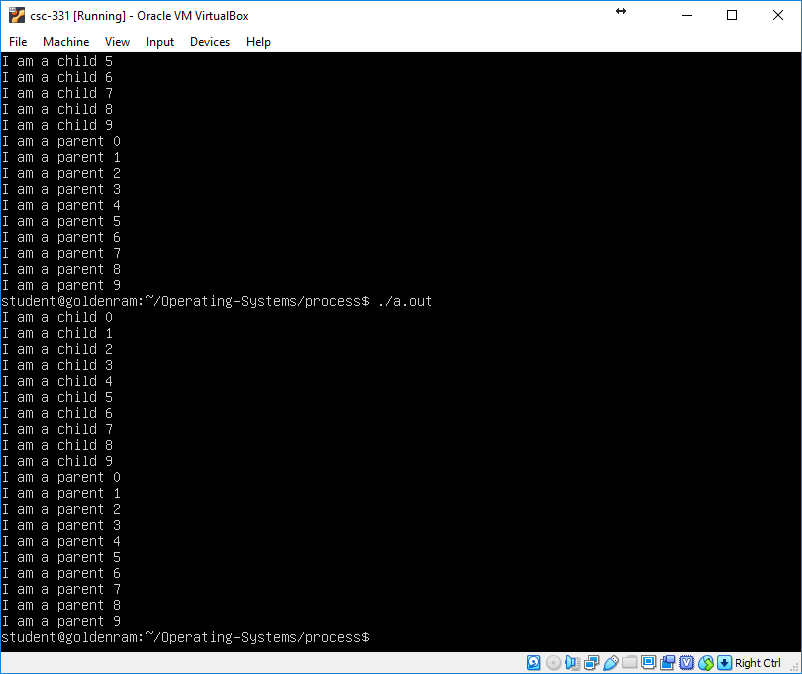 csc-331 [Running] - Oracle VM VirtualBox
File Machine View Input Devices Help
I am a child 5
I am a child 6
I am a child 7
I am a child 8
I am a child 9
I am a parent 0
I am a parent 1
I am a parent 2
I am a parent 3
I am a parent 4
I am a parent 5
I am a parent 6
I am a parent 7
I am a parent 8
I am a parent 9
student@goldenram:~/Operating-Systems/process$ ./a.out
I am a child 0
I am a child 1
I am a child 2
I am a child 3
I am a child 4
I am a child 5
I am a child 6
I am a child 7
I am a child 8
I am a child 9
I am a parent 0
I am a parent 1
I am a parent 2
I am a parent 3
I am a parent 4
I am a parent 5
I am a parent 6
I am a parent 7
I am a parent 8
I am a parent 9
student@goldenram:~/Operating-Systems/process$
Right Ctrl